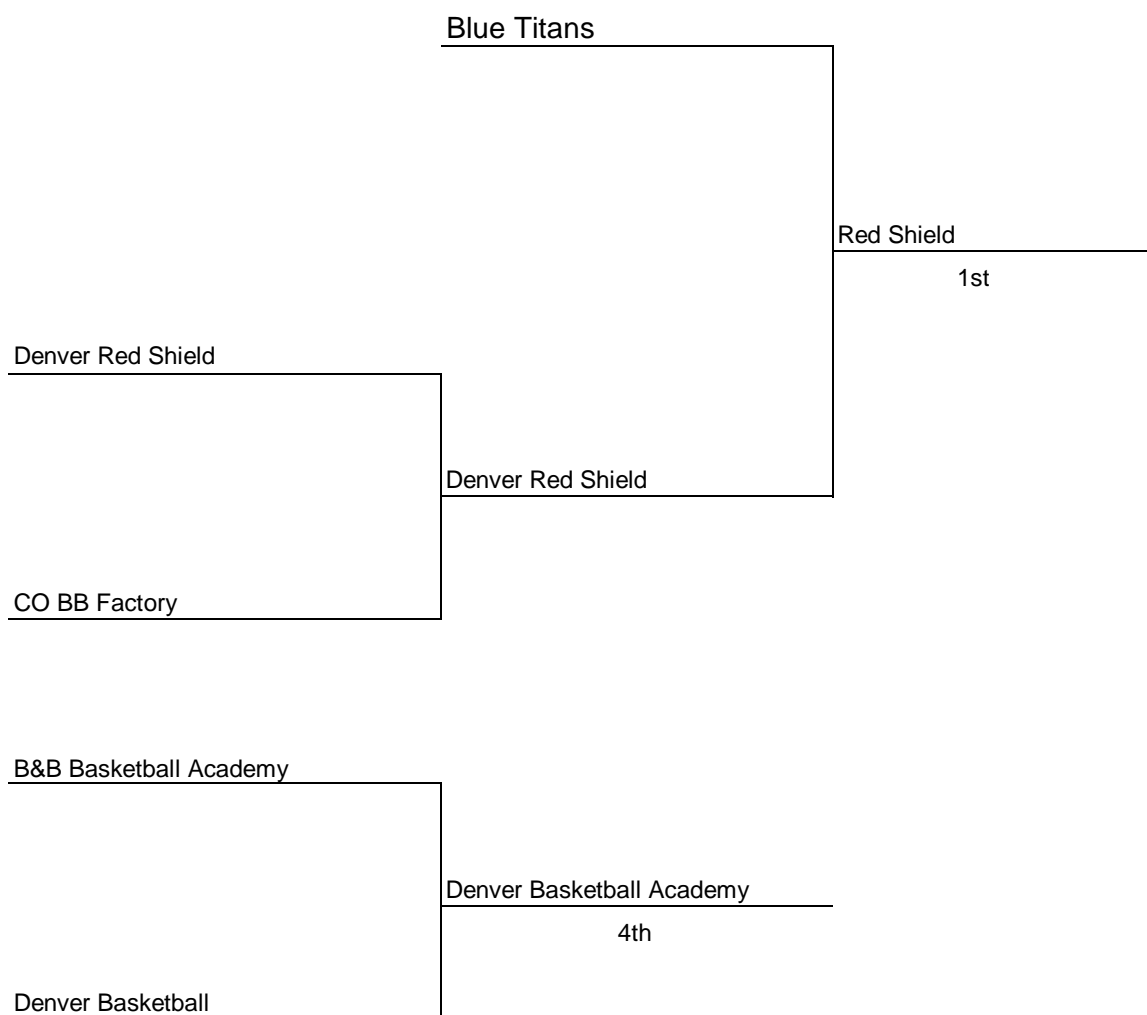 Blue Titans
Red Shield
1st
Denver Red Shield
Denver Red Shield
CO BB Factory
B&B Basketball Academy
Denver Basketball Academy
4th
Denver Basketball